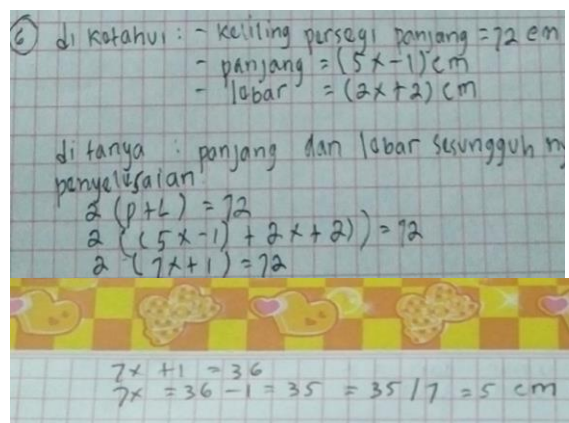 6 di ketahui : - keliling persegi panjang = 72 cm
- panjang = (5x-1) cm
- lebar = (2x+2) cm
di tanya : panjang dan lebar sesungguh ny
penyelesaian
2 (p+L) = 72
2 ((5x-1) + 2x+2)) = 72
2 (7x+1) = 72
7x +1 = 36
7x = 36 - 1 = 35 = 35/7 = 5 cm